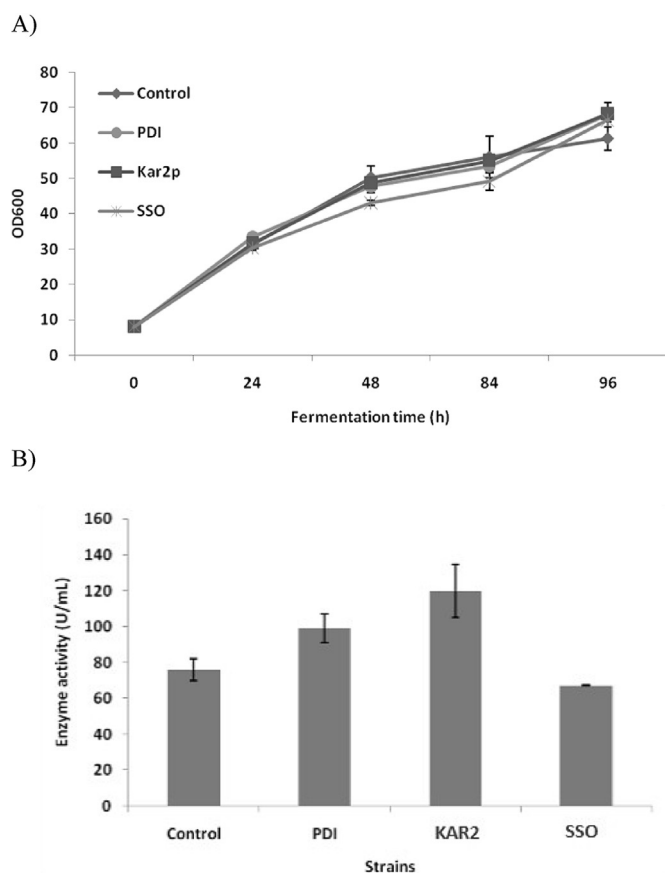 A)
80
70
60
50
40
30
20
10
0
Control
PDI
Kar2p
SSO
OD600
0 24 48 84 96
Fermentation time (h)
B)
160
140
120
100
80
60
40
20
0
Enzyme activity (U/mL)
Control PDI KAR2 SSO
Strains